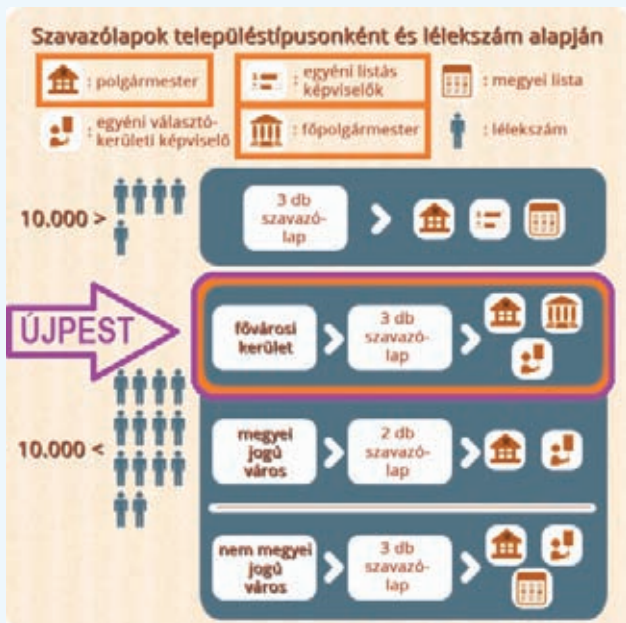 Szavazólapok településtípusonként és lélekszám alapján
: polgármester
: egyéni listás
képviselők
: megyei lista
: egyéni választó-
kerületi képviselő
: főpolgármester
: lélekszám
10.000 >
3 db
szavazó-
lap
ÚJPEST
fővárosi
kerület
3 db
szavazó-
lap
10.000 <
megyei
jogú
város
2 db
szavazó-
lap
nem megyei
jogú
város
3 db
szavazó-
lap